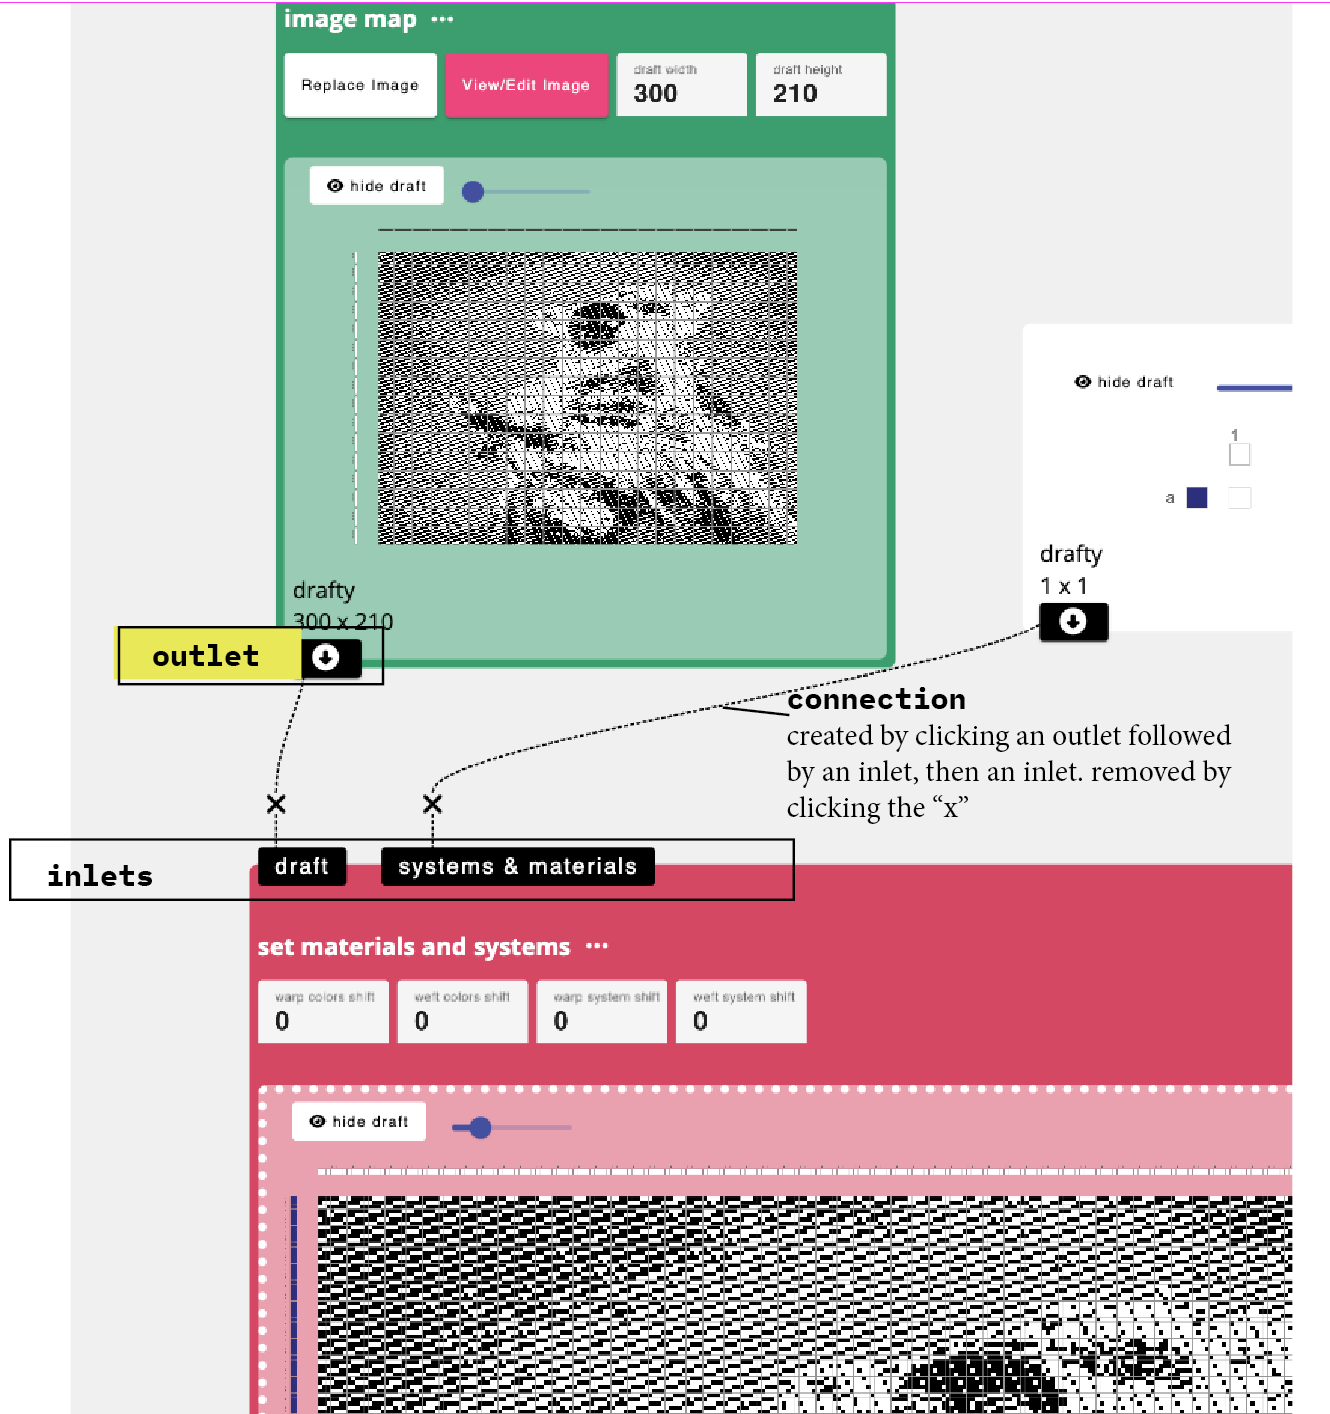 image map ···
Replace Image
View/Edit Image
draft width
300
draft height
210
hide draft
hide draft
1
a
drafty
300 x 210
drafty
1 x 1
outlet
connection
created by clicking an outlet followed
by an inlet, then an inlet. removed by
clicking the “x”
inlets
draft
systems & materials
set materials and systems ···
warp colors shift
0
weft colors shift
0
warp system shift
0
weft system shift
0
hide draft